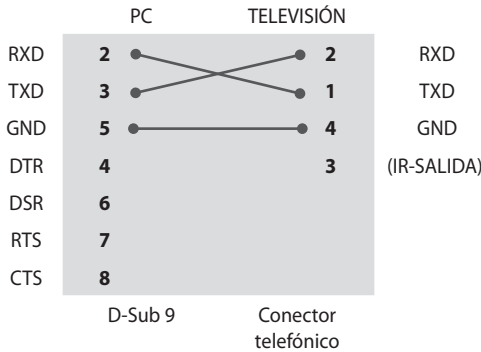 PC TELEVISIÓN
RXD 2 2 RXD
TXD 3 1 TXD
GND 5 4 GND
DTR 4 3 (IR-SALIDA)
DSR 6
RTS 7
CTS 8
D-Sub 9 Conector
telefónico